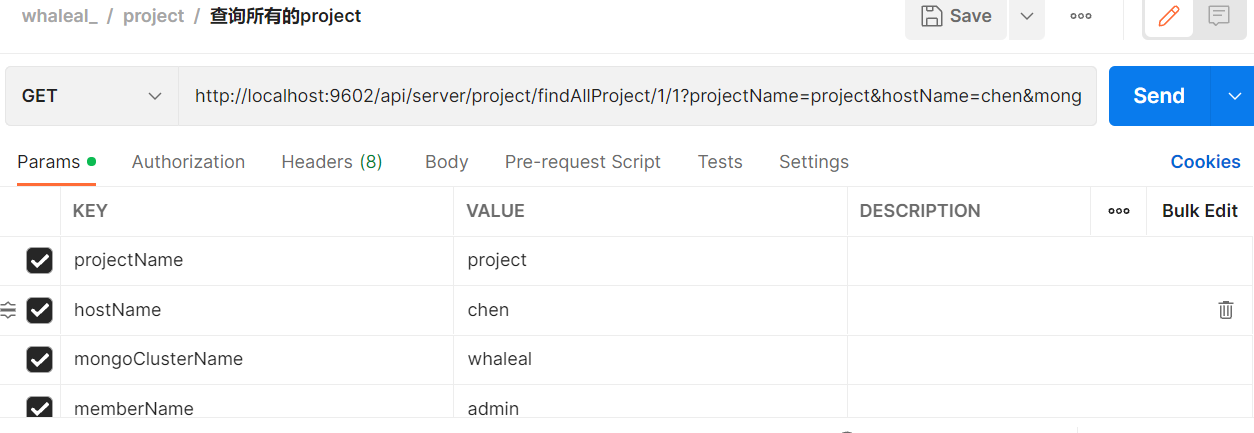 whaleal_ / project / 查询所有的project
Save
GET http://localhost:9602/api/server/project/findAllProject/1/1?projectName=project&hostName=chen&mong Send
Params Authorization Headers (8) Body Pre-request Script Tests Settings Cookies
KEY VALUE DESCRIPTION Bulk Edit
projectName project
hostName chen
mongoClusterName whaleal
memberName admin